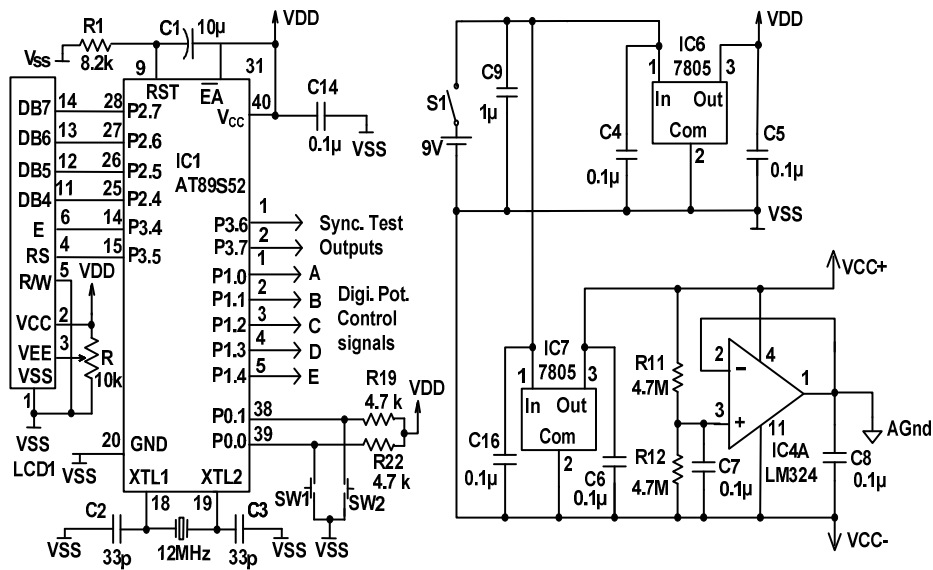 R1
C1
10µ
VDD
Vss
8.2k
9
31
RST
EA
VCC
40
C14
0.1µ
VSS
IC1
AT89S52
DB7
14
28
P2.7
DB6
13
27
P2.6
DB5
12
26
P2.5
DB4
11
25
P2.4
E
6
14
P3.4
RS
4
15
P3.5
R/W
5
VDD
VCC
2
VEE
3
R
10k
VSS
1
VSS
LCD1
20
GND
VSS
P3.6
1
P3.7
2
Sync. Test
Outputs
P1.0
1
A
P1.1
2
B
P1.2
3
C
P1.3
4
D
P1.4
5
E
Digi. Pot.
Control
signals
P0.1
38
P0.0
39
R19
4.7 k
VDD
R22
4.7 k
SW1
SW2
VSS
XTL1
XTL2
18
19
C2
33p
VSS
12MHz
C3
33p
VSS
S1
9V
C9
1µ
C4
0.1µ
IC6
7805
1
3
In
Out
Com
2
VDD
C5
0.1µ
VSS
IC7
7805
1
3
In
Out
Com
2
C16
0.1µ
C6
0.1µ
R11
4.7M
R12
4.7M
C7
0.1µ
2
-
3
+
4
1
11
IC4A
LM324
C8
0.1µ
AGnd
VCC+
VCC-